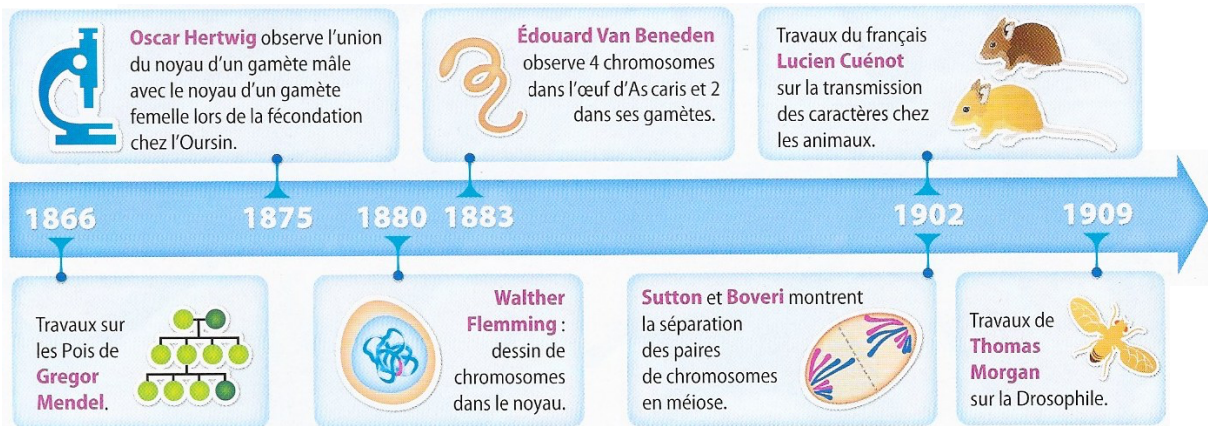 Oscar Hertwig observe l'union
du noyau d'un gamète mâle
avec le noyau d'un gamète
femelle lors de la fécondation
chez l'Oursin.
Édouard Van Beneden
observe 4 chromosomes
dans l'œuf d'As caris et 2
dans ses gamètes.
Travaux du français
Lucien Cuénot
sur la transmission
des caractères chez
les animaux.
1866
1875
1880
1883
1902
1909
Travaux sur
les Pois de
Gregor
Mendel.
Walther
Flemming :
dessin de
chromosomes
dans le noyau.
Sutton et Boveri montrent
la séparation
des paires
de chromosomes
en méiose.
Travaux de
Thomas
Morgan
sur la Drosophile.